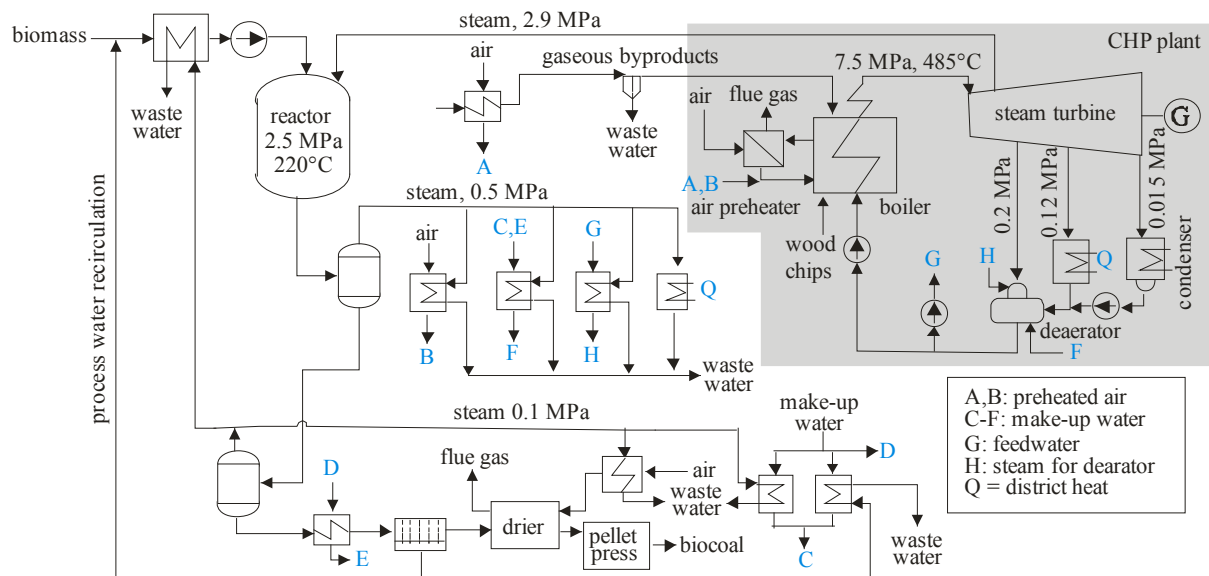 steam, 2.9 MPa
CHP plant
biomass
air
gaseous byproducts
7.5 MPa, 485°C
waste
water
reactor
2.5 MPa
220°C
A
waste
water
air
flue gas
steam turbine
G
A,B
air preheater
boiler
wood
chips
0.2 MPa
0.12 MPa
0.015 MPa
condenser
steam, 0.5 MPa
air
C,E
G
Q
B
F
H
waste
water
G
H
Q
deaerator
F
process water recirculation
steam 0.1 MPa
make-up
water
D
D
flue gas
air
waste
water
drier
pellet
press
biocoal
E
C
waste
water
A,B: preheated air
C-F: make-up water
G: feedwater
H: steam for dearator
Q = district heat